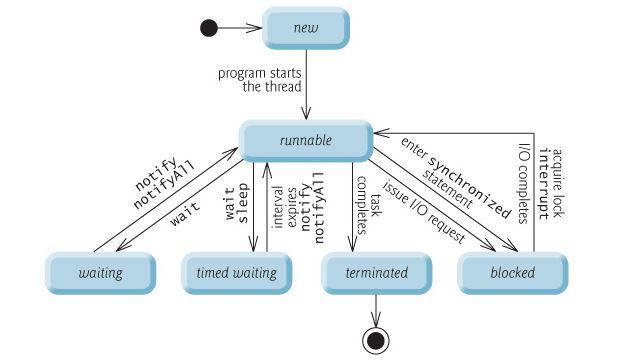 new
program starts
the thread
runnable
notify
notifyAll
wait
wait
sleep
interval
expires
notify
notifyAll
task
completes
enter synchronized
statement
issue I/O request
I/O completes
interrupt
acquire lock
waiting
timed waiting
terminated
blocked